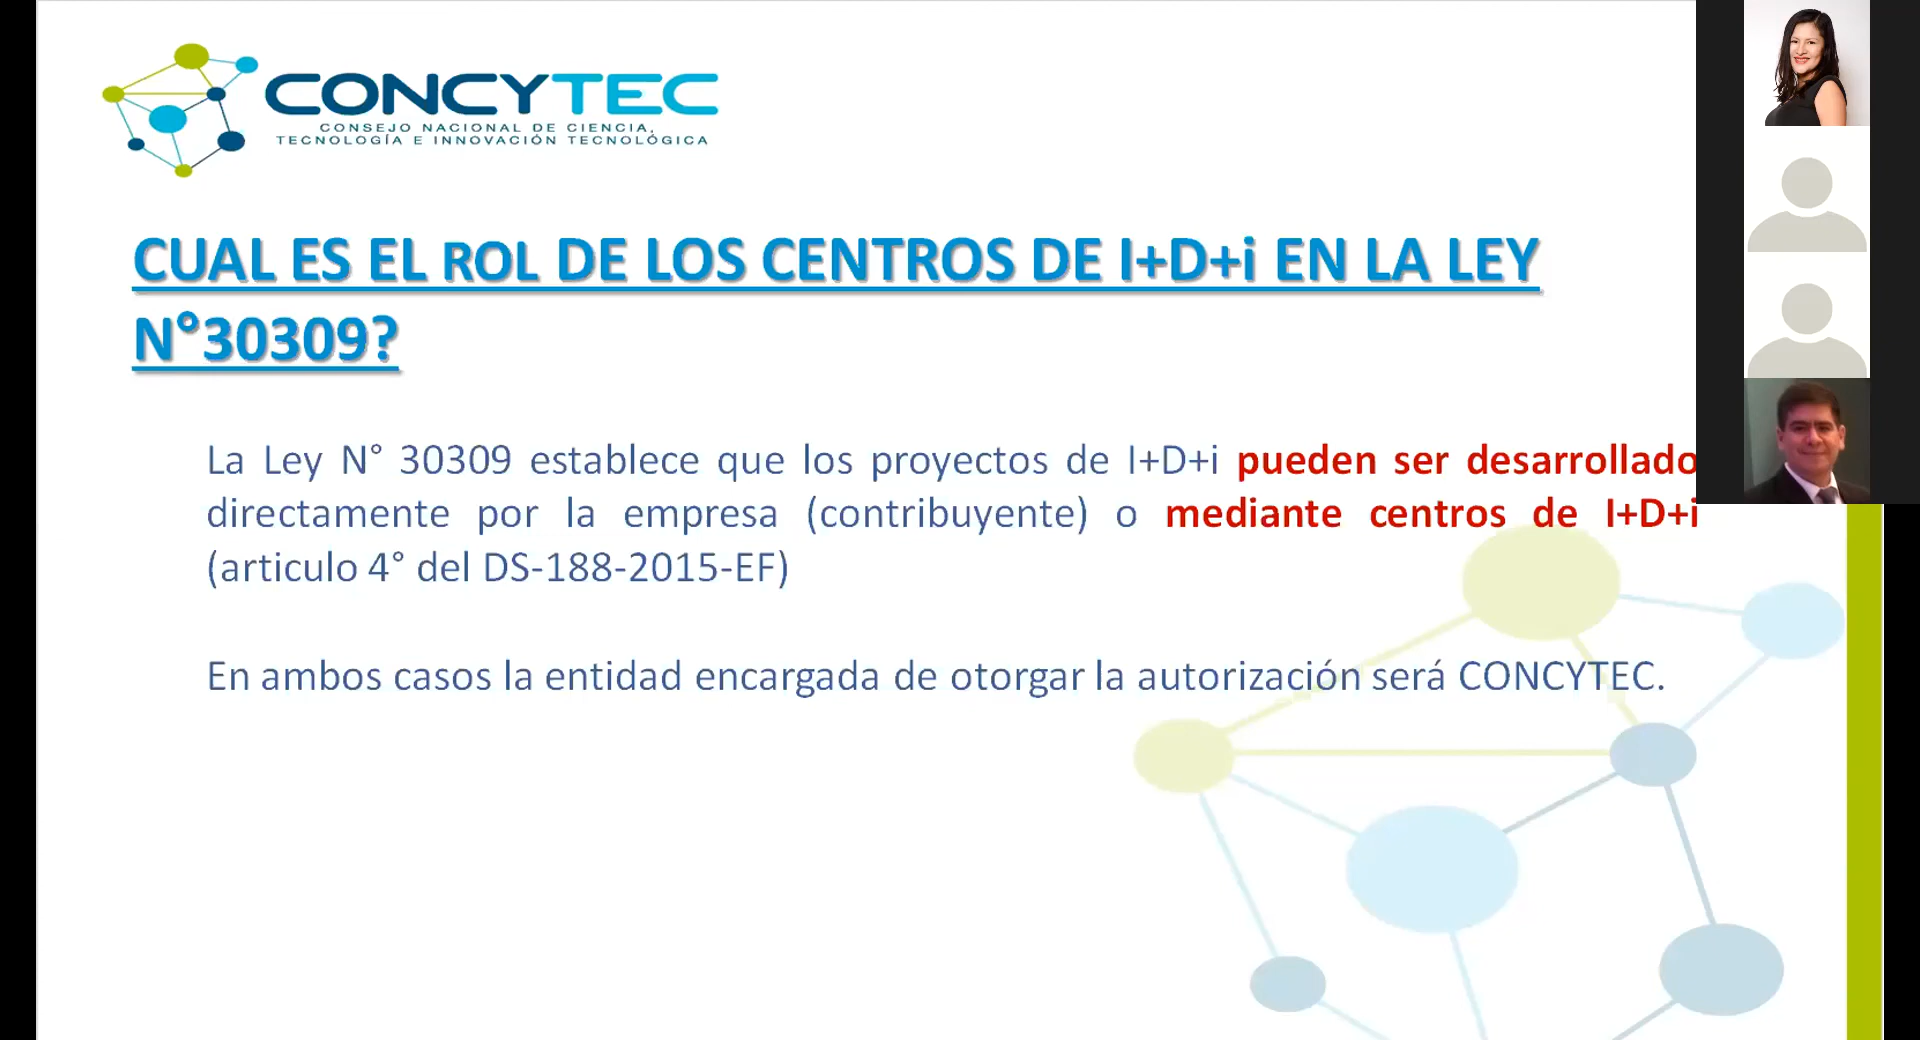 CONCYTEC
CONSEJO NACIONAL DE CIENCIA,
TECNOLOGÍA E INNOVACIÓN TECNOLÓGICA
CUAL ES EL ROL DE LOS CENTROS DE I+D+i EN LA LEY
N°30309?
La Ley N° 30309 establece que los proyectos de I+D+i pueden ser desarrollado
directamente por la empresa (contribuyente) o mediante centros de I+D+i
(articulo 4° del DS-188-2015-EF)
En ambos casos la entidad encargada de otorgar la autorización será CONCYTEC.